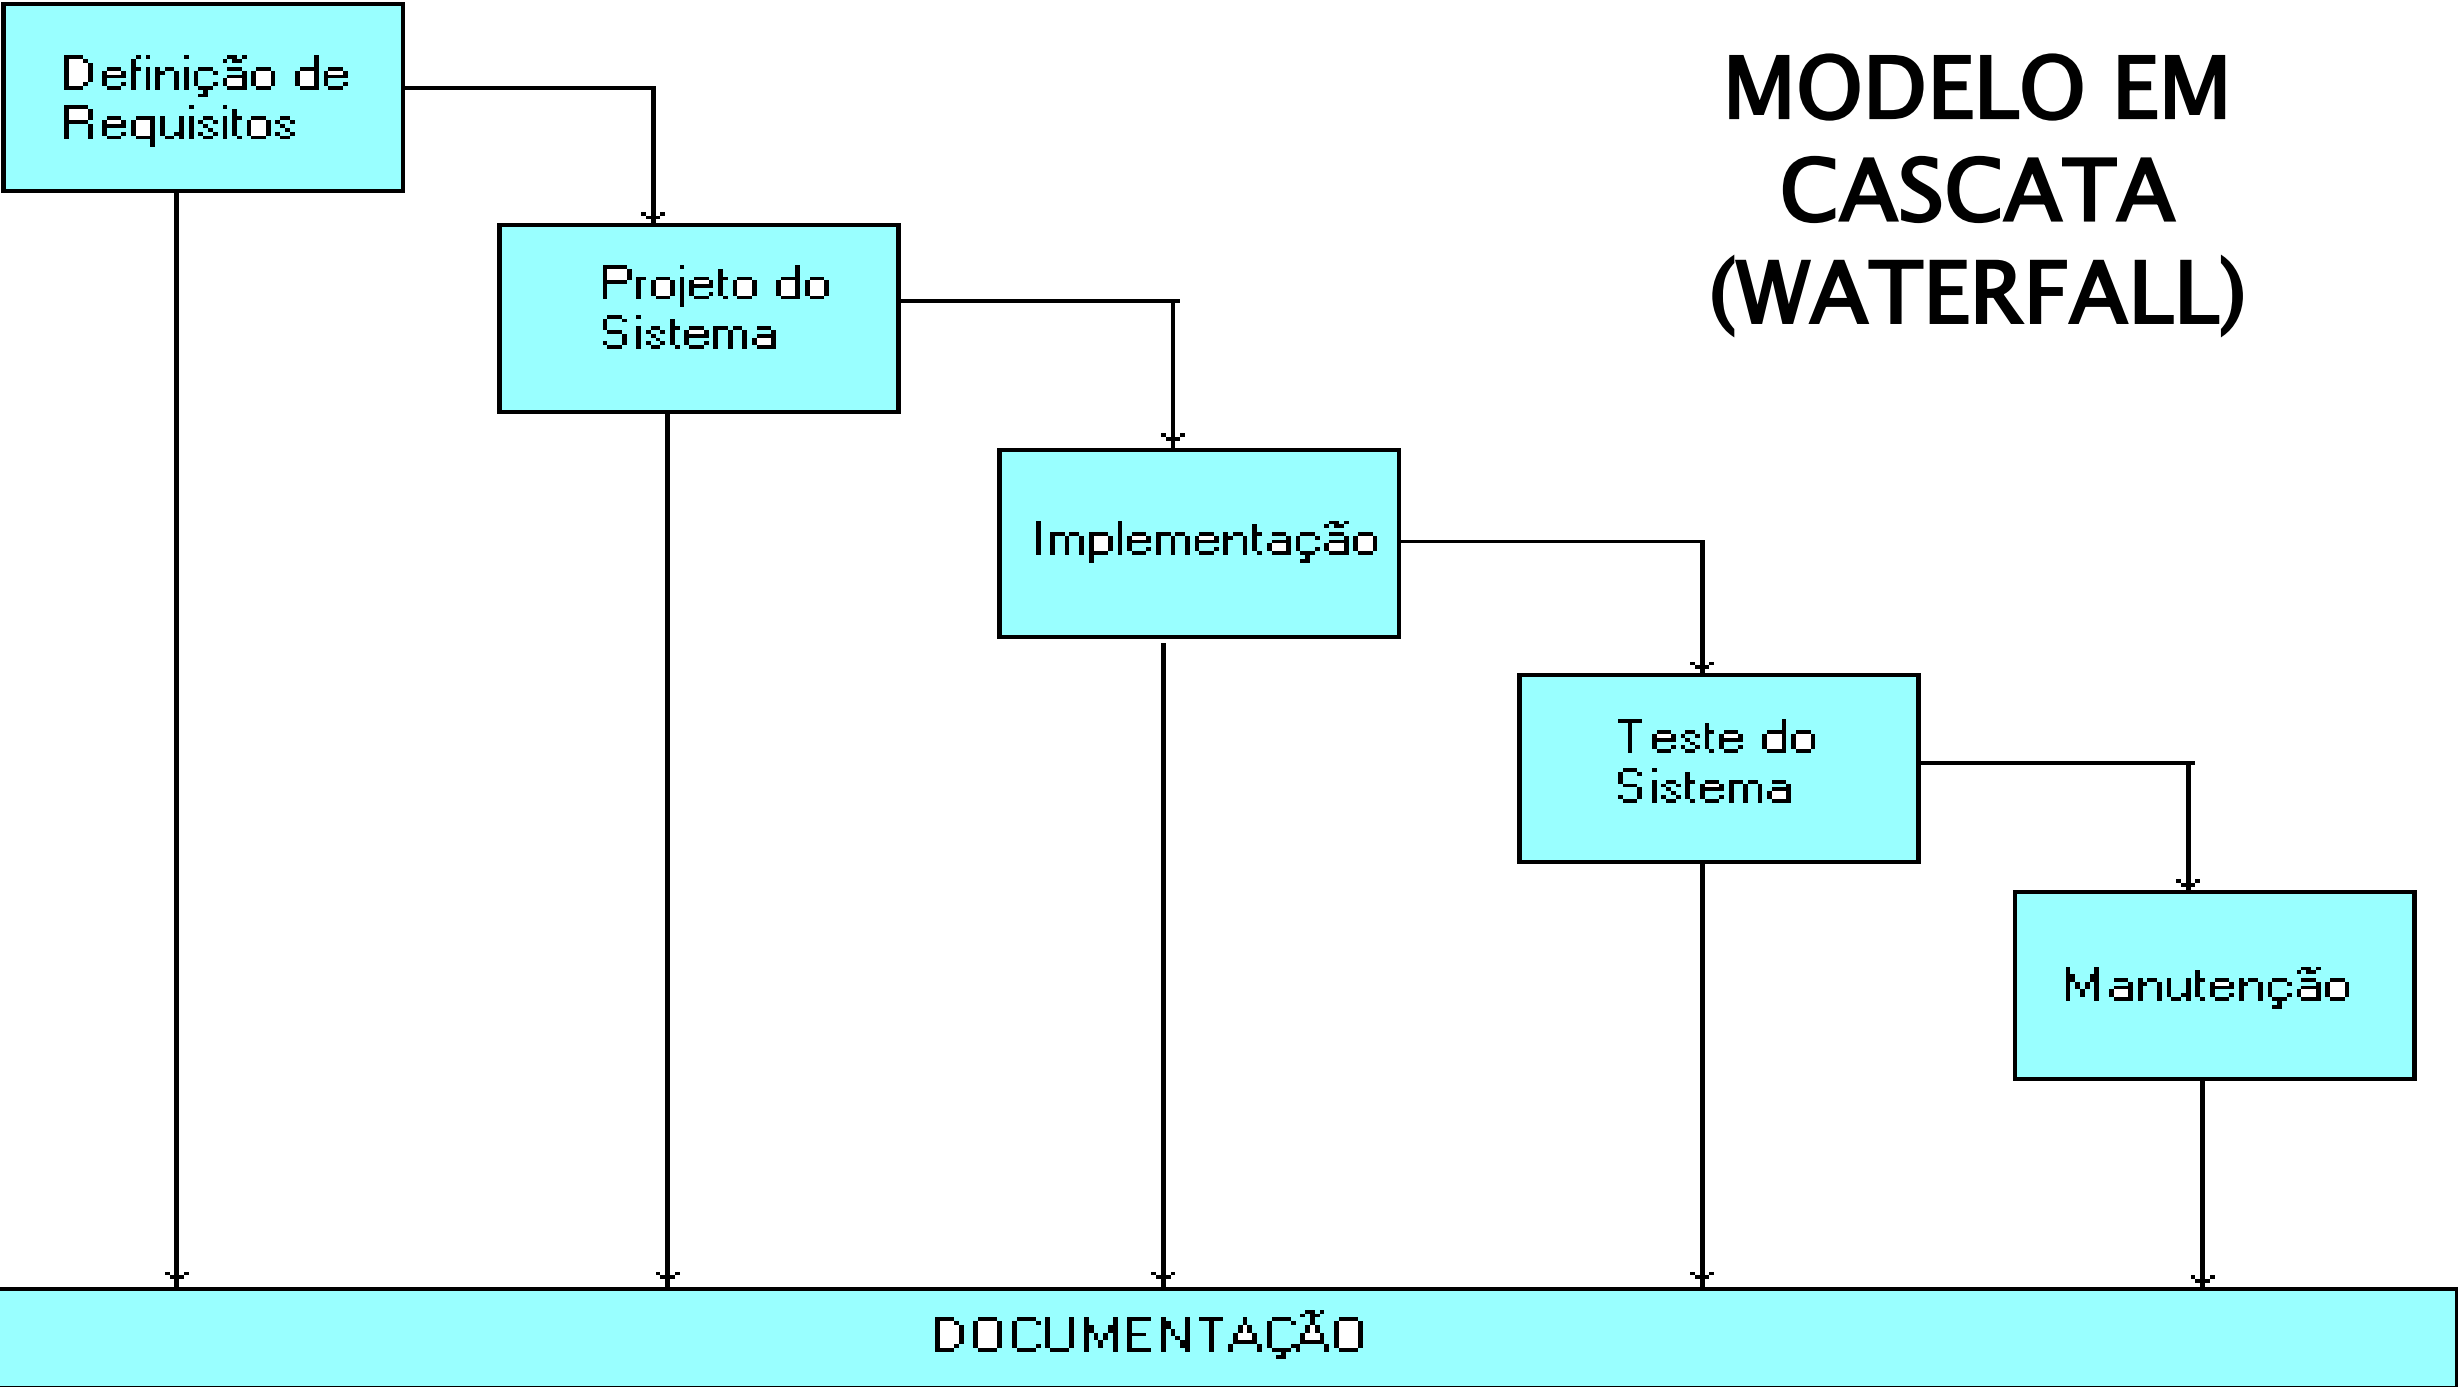 Definição de
Requisitos
MODELO EM
CASCATA
(WATERFALL)
Projeto do
Sistema
Implementação
Teste do
Sistema
Manutenção
DOCUMENTAÇÃO